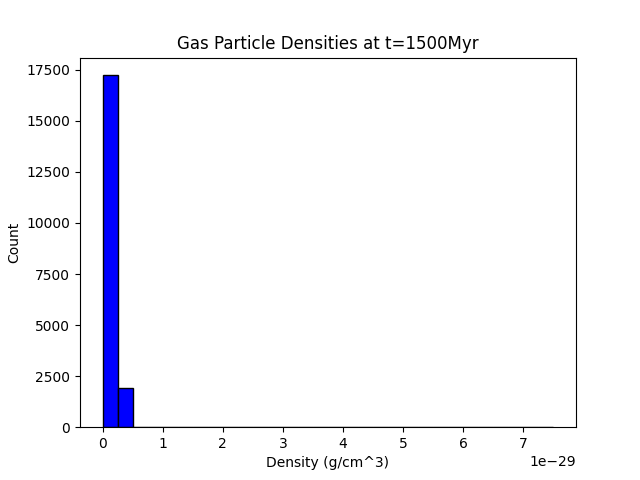 Gas Particle Densities at t=1500Myr
17500
15000
12500
10000
7500
5000
2500
0
Count
0 1 2 3 4 5 6 7
1e−29
Density (g/cm^3)